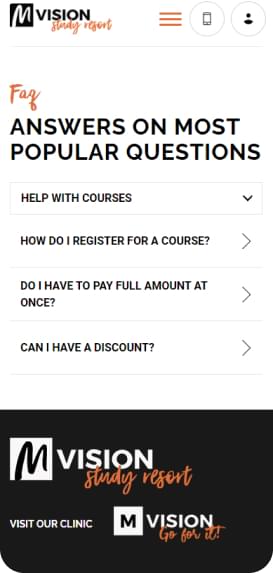 M VISION
study resort
Faq
ANSWERS ON MOST
POPULAR QUESTIONS
HELP WITH COURSES
HOW DO I REGISTER FOR A COURSE?
DO I HAVE TO PAY FULL AMOUNT AT
ONCE?
CAN I HAVE A DISCOUNT?
M VISION
study resort
VISIT OUR CLINIC
M VISION
Go for it!